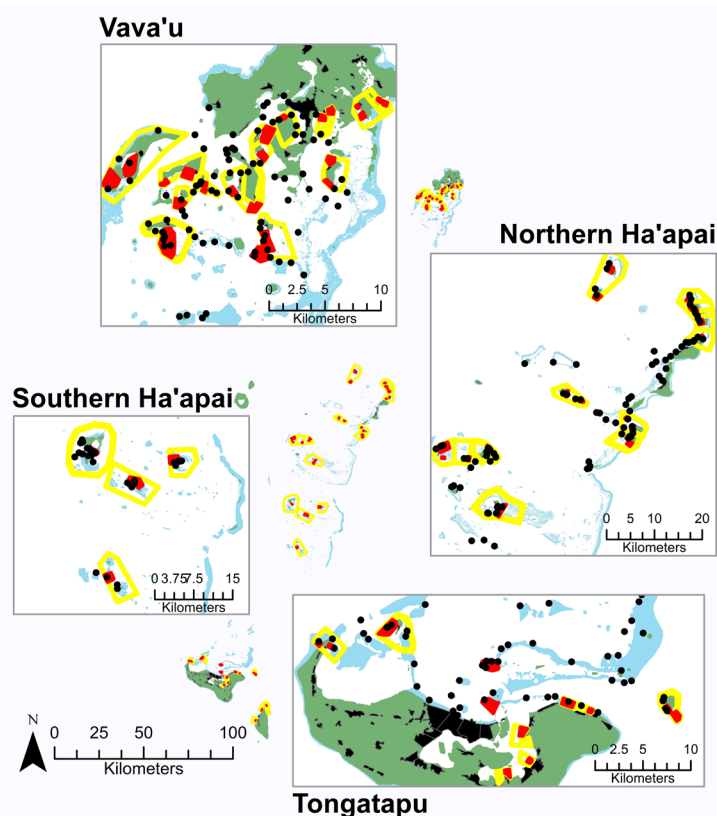 Vava'u
0 2.5 5 10
Kilometers
Northern Ha'apai
0 5 10 20
Kilometers
Southern Ha'apai
0 3.75 7.5 15
Kilometers
N
0 25 50 100
Kilometers
0 2.5 5 10
Kilometers
Tongatapu